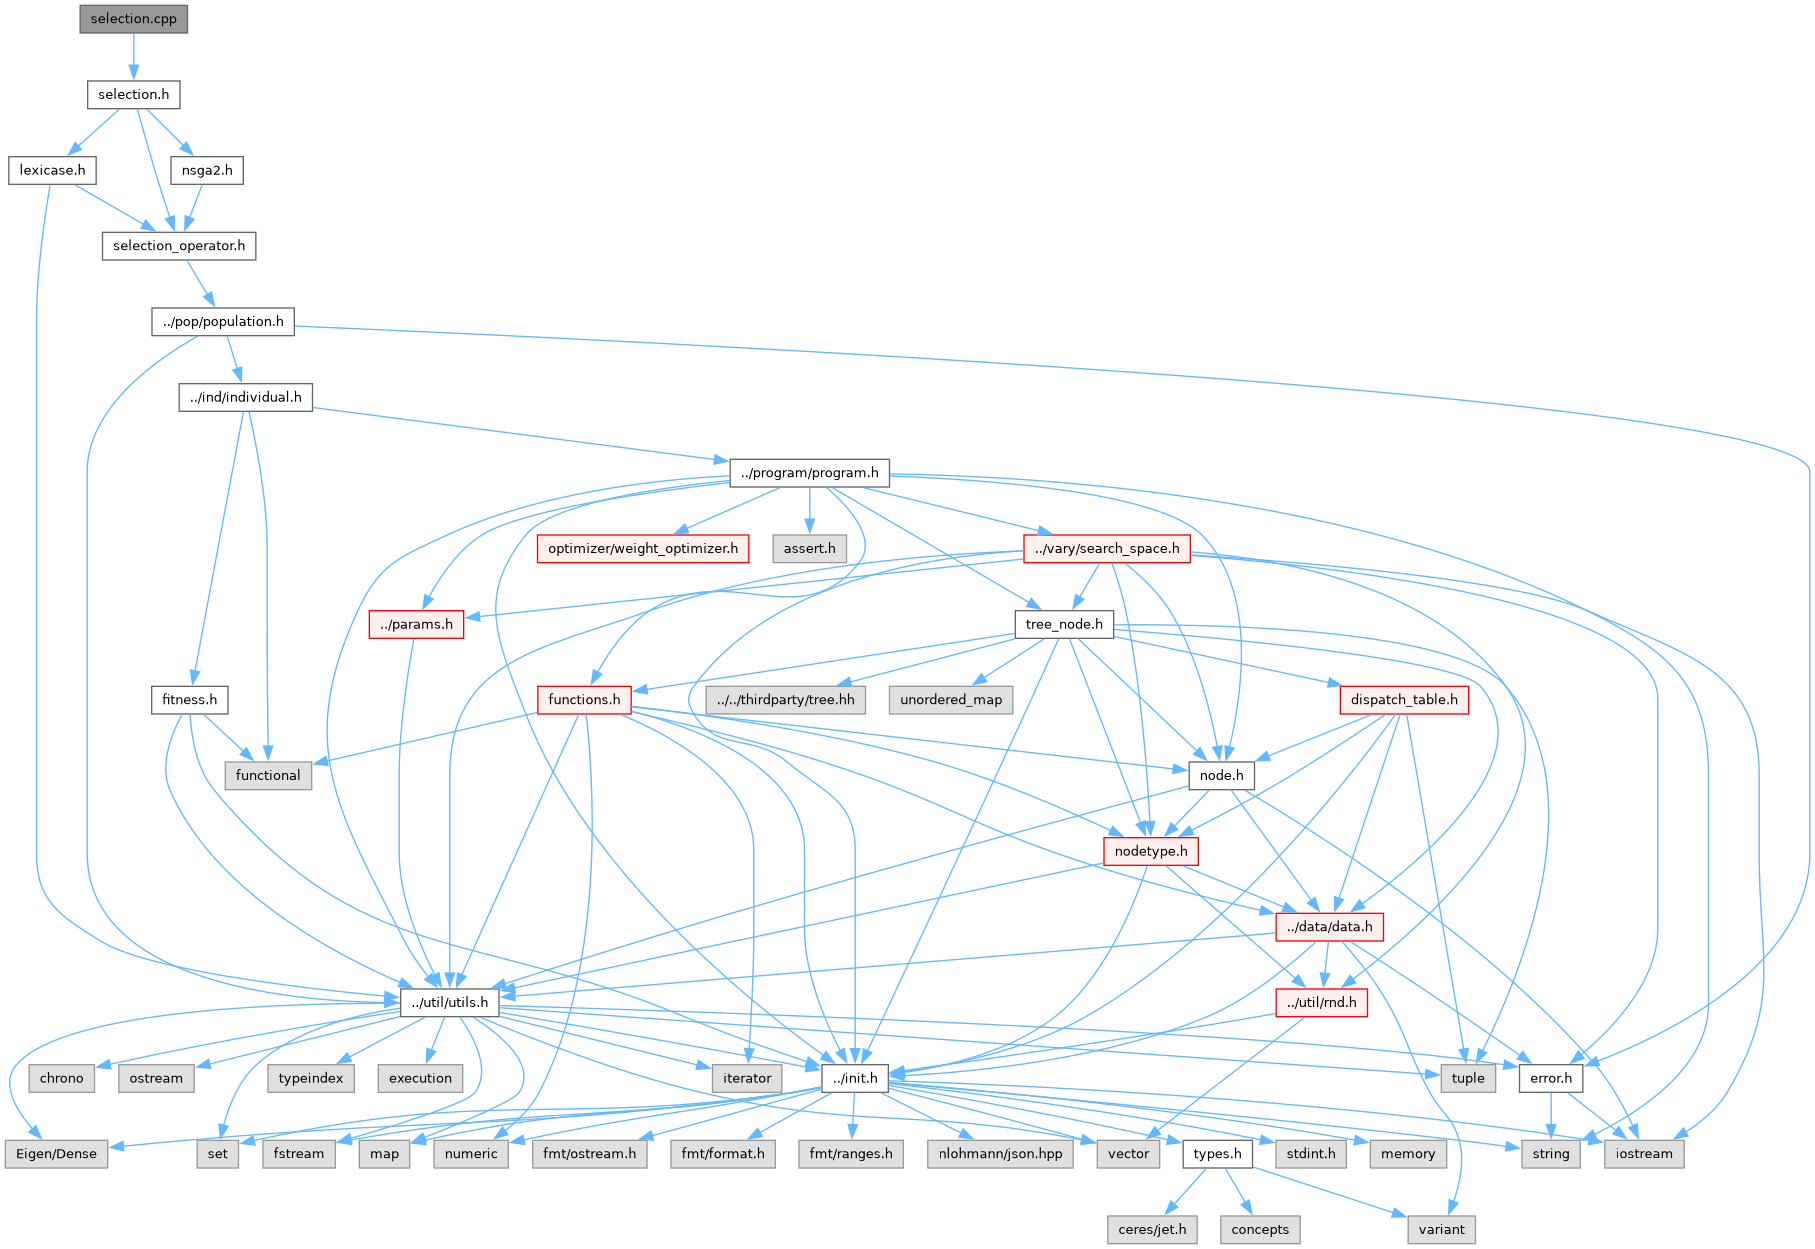 selection.cpp
selection.h
lexicase.h
nsga2.h
selection_operator.h
../pop/population.h
../ind/individual.h
../program/program.h
optimizer/weight_optimizer.h
assert.h
../vary/search_space.h
../params.h
tree_node.h
fitness.h
functions.h
../../thirdparty/tree.hh
unordered_map
dispatch_table.h
functional
node.h
nodetype.h
../data/data.h
../util/utils.h
../util/rnd.h
chrono
ostream
typeindex
execution
iterator
../init.h
tuple
error.h
Eigen/Dense
set
fstream
map
numeric
fmt/ostream.h
fmt/format.h
fmt/ranges.h
nlohmann/json.hpp
vector
types.h
stdint.h
memory
string
iostream
ceres/jet.h
concepts
variant